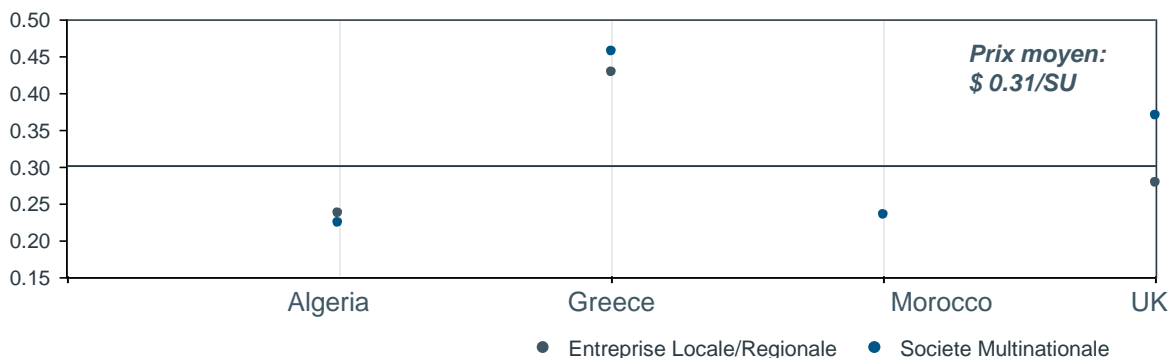 0.50
0.45
0.40
0.35
0.30
0.25
0.20
0.15
Prix moyen:
$ 0.31/SU
Algeria Greece Morocco UK
Entreprise Locale/Regionale Societe Multinationale